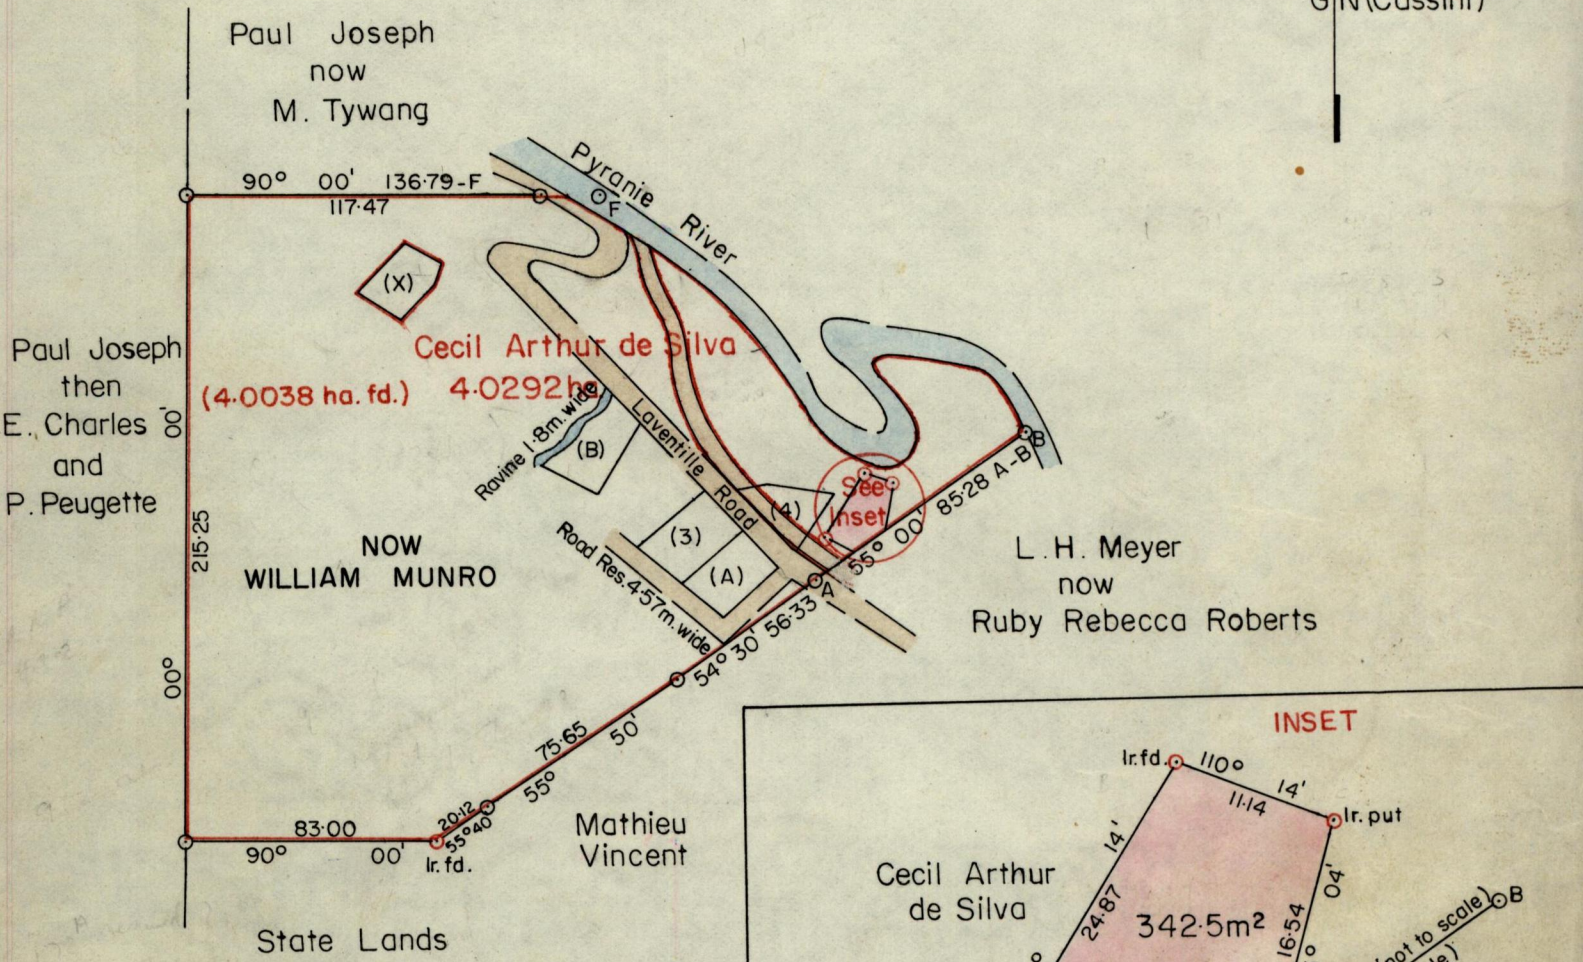 G N (Cassini)
Paul Joseph
now
M. Tywang
90° 00' 136·79-F
117·47
Pyranie River
F
(X)
Cecil Arthur de Silva
(4.0038 ha. fd.) 4·0292 ha
Paul Joseph
then
E. Charles
and
P. Peugette
00'
215·25
00°
Ravine 1·8m. wide
(B)
Laventille Road
(4)
See
Inset
B
85·28 A-B
55° 00'
(3)
(A)
Road Res. 4·57m. wide
A
NOW
WILLIAM MUNRO
L. H. Meyer
now
Ruby Rebecca Roberts
54° 30' 56·33
75·65
55° 50'
20·12
55° 40'
83·00
90° 00'
Ir. fd.
Mathieu
Vincent
State Lands
INSET
Ir. fd.
110° 14'
11·14
Ir. put
14'
24·87
Cecil Arthur
de Silva
342·5m²
04'
16·54
not to scale)
B